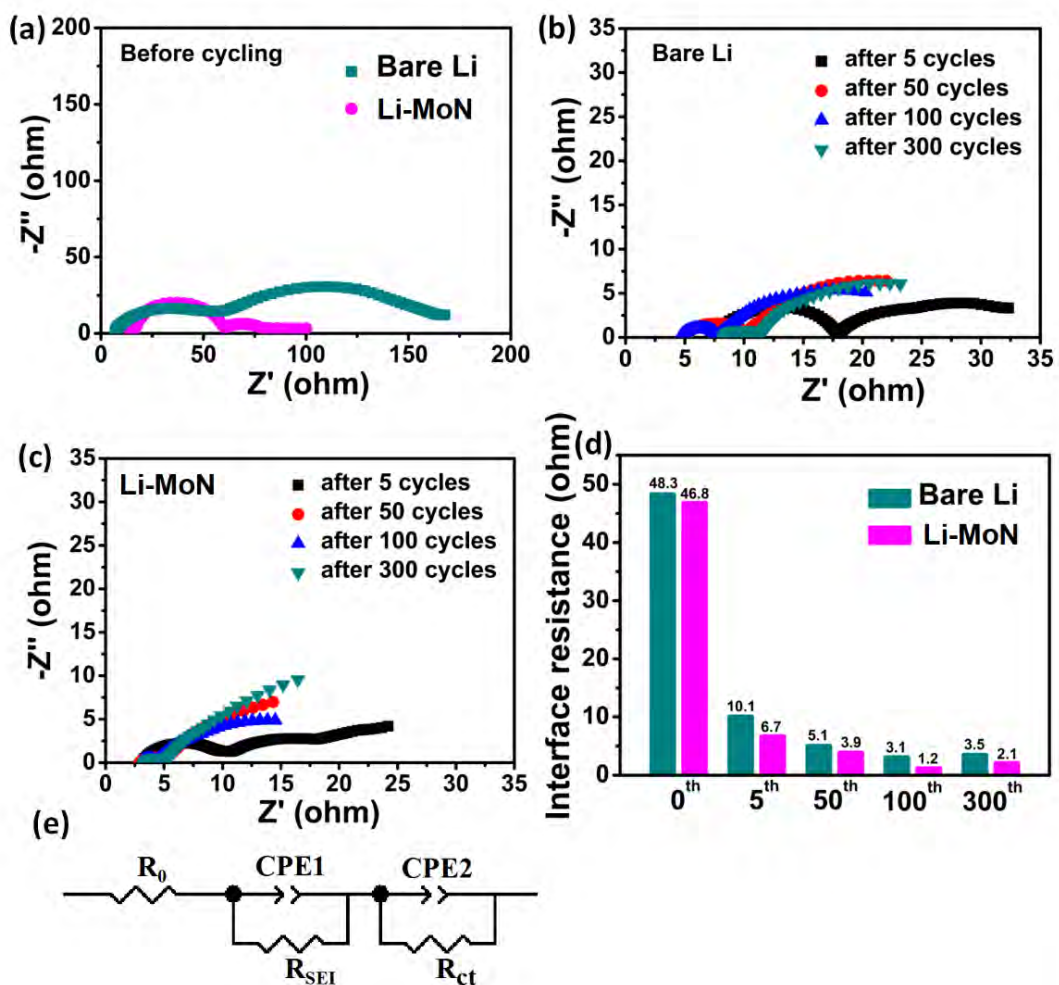 (a)
Before cycling
Bare Li
Li-MoN
-Z'' (ohm)
200
150
100
50
0
0 50 100 150 200
Z' (ohm)
(b)
Bare Li
after 5 cycles
after 50 cycles
after 100 cycles
after 300 cycles
-Z'' (ohm)
35
30
25
20
15
10
5
0
0 5 10 15 20 25 30 35
Z' (ohm)
(c)
Li-MoN
after 5 cycles
after 50 cycles
after 100 cycles
after 300 cycles
-Z'' (ohm)
35
30
25
20
15
10
5
0
0 5 10 15 20 25 30 35
Z' (ohm)
(d)
Bare Li
Li-MoN
Interface resistance (ohm)
50
40
30
20
10
0
48.3 46.8
10.1 6.7
5.1 3.9
3.1 1.2
3.5 2.1
0th 5th 50th 100th 300th
(e)
R0 CPE1 CPE2
RSEI Rct